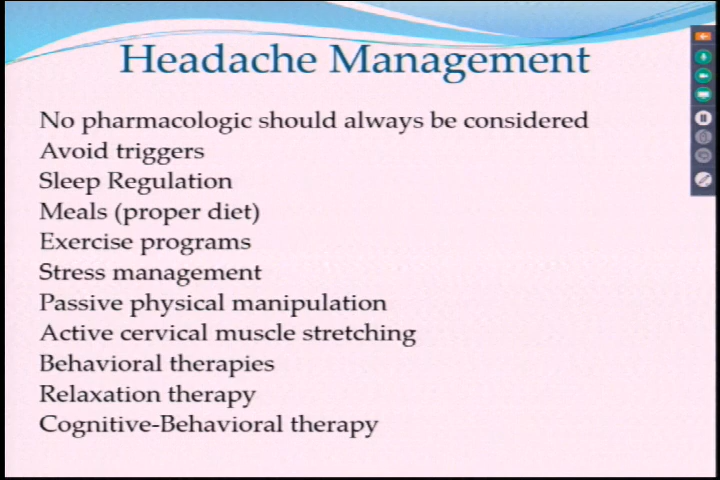 Headache Management
No pharmacologic should always be considered
Avoid triggers
Sleep Regulation
Meals (proper diet)
Exercise programs
Stress management
Passive physical manipulation
Active cervical muscle stretching
Behavioral therapies
Relaxation therapy
Cognitive-Behavioral therapy